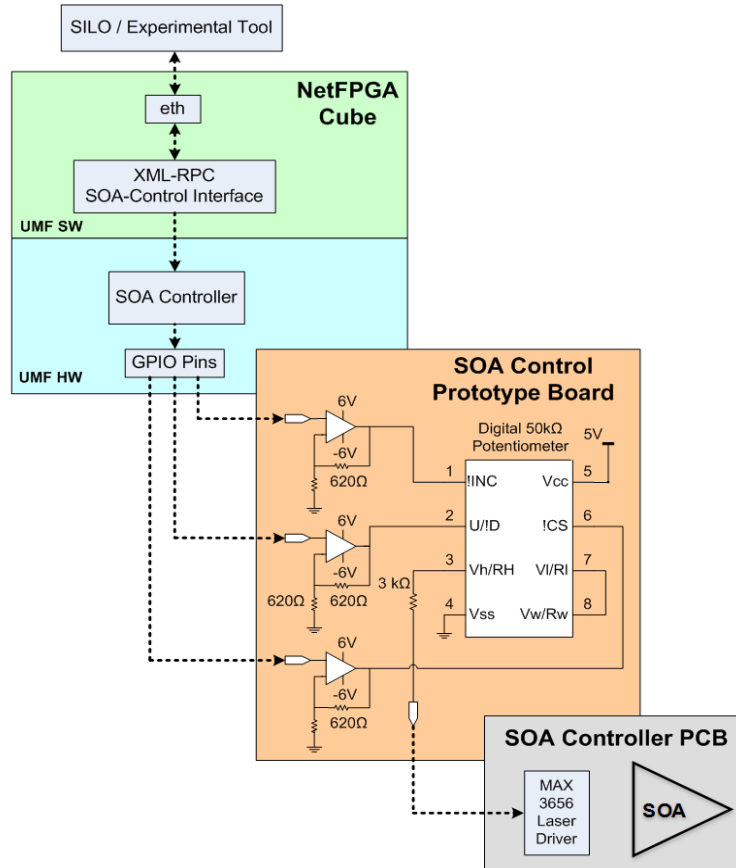 SILO / Experimental Tool
NetFPGA
Cube
eth
XML-RPC
SOA-Control Interface
UMF SW
SOA Controller
GPIO Pins
UMF HW
SOA Control
Prototype Board
6V
-6V
620Ω
Digital 50kΩ
Potentiometer
5V
1
!INC
Vcc
5
2
U/!D
!CS
6
3
Vh/RH
Vl/Rl
7
4
Vss
Vw/Rw
8
6V
-6V
620Ω
620Ω
3 kΩ
6V
-6V
620Ω
SOA Controller PCB
MAX
3656
Laser
Driver
SOA